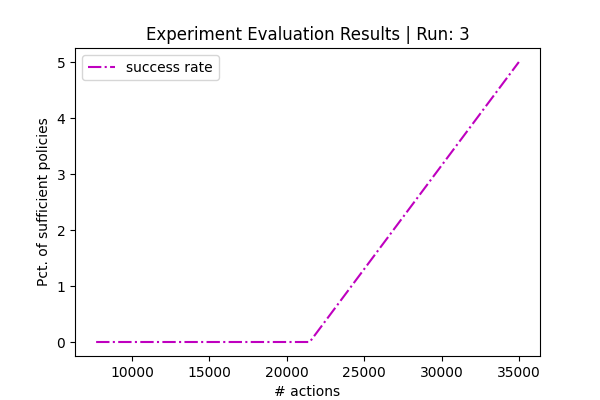 Experiment Evaluation Results | Run: 3
success rate
Pct. of sufficient policies
5
4
3
2
1
0
10000 15000 20000 25000 30000 35000
# actions